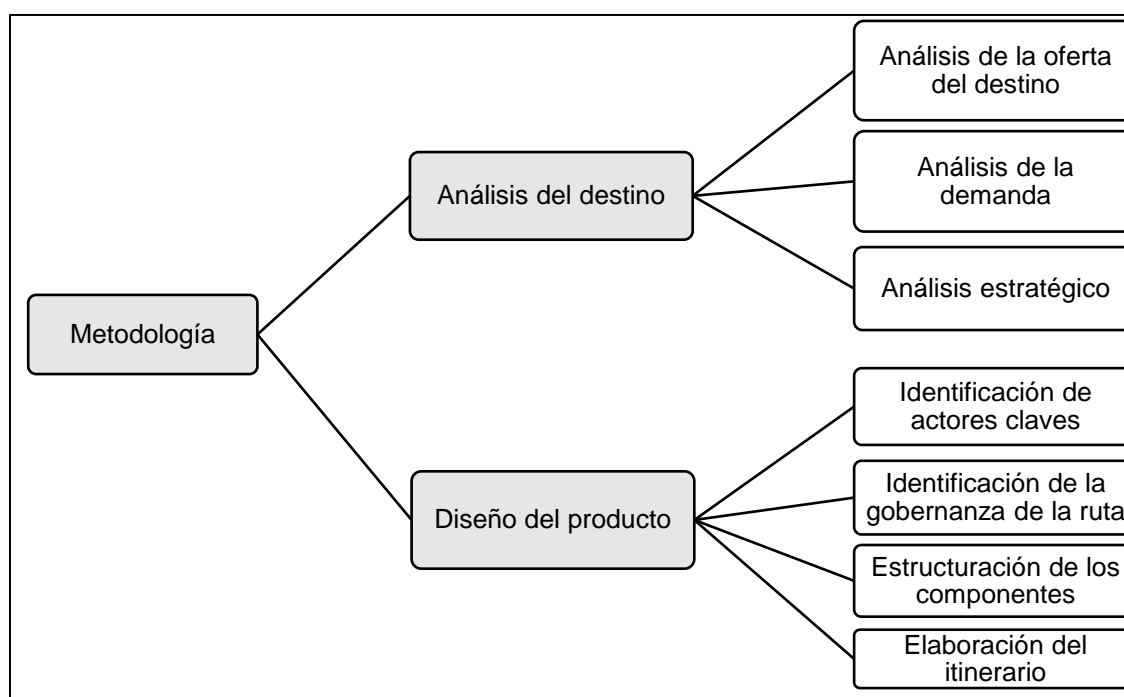 Metodología
Análisis del destino
Análisis de la oferta
del destino
Análisis de la
demanda
Análisis estratégico
Diseño del producto
Identificación de
actores claves
Identificación de la
gobernanza de la ruta
Estructuración de los
componentes
Elaboración del
itinerario